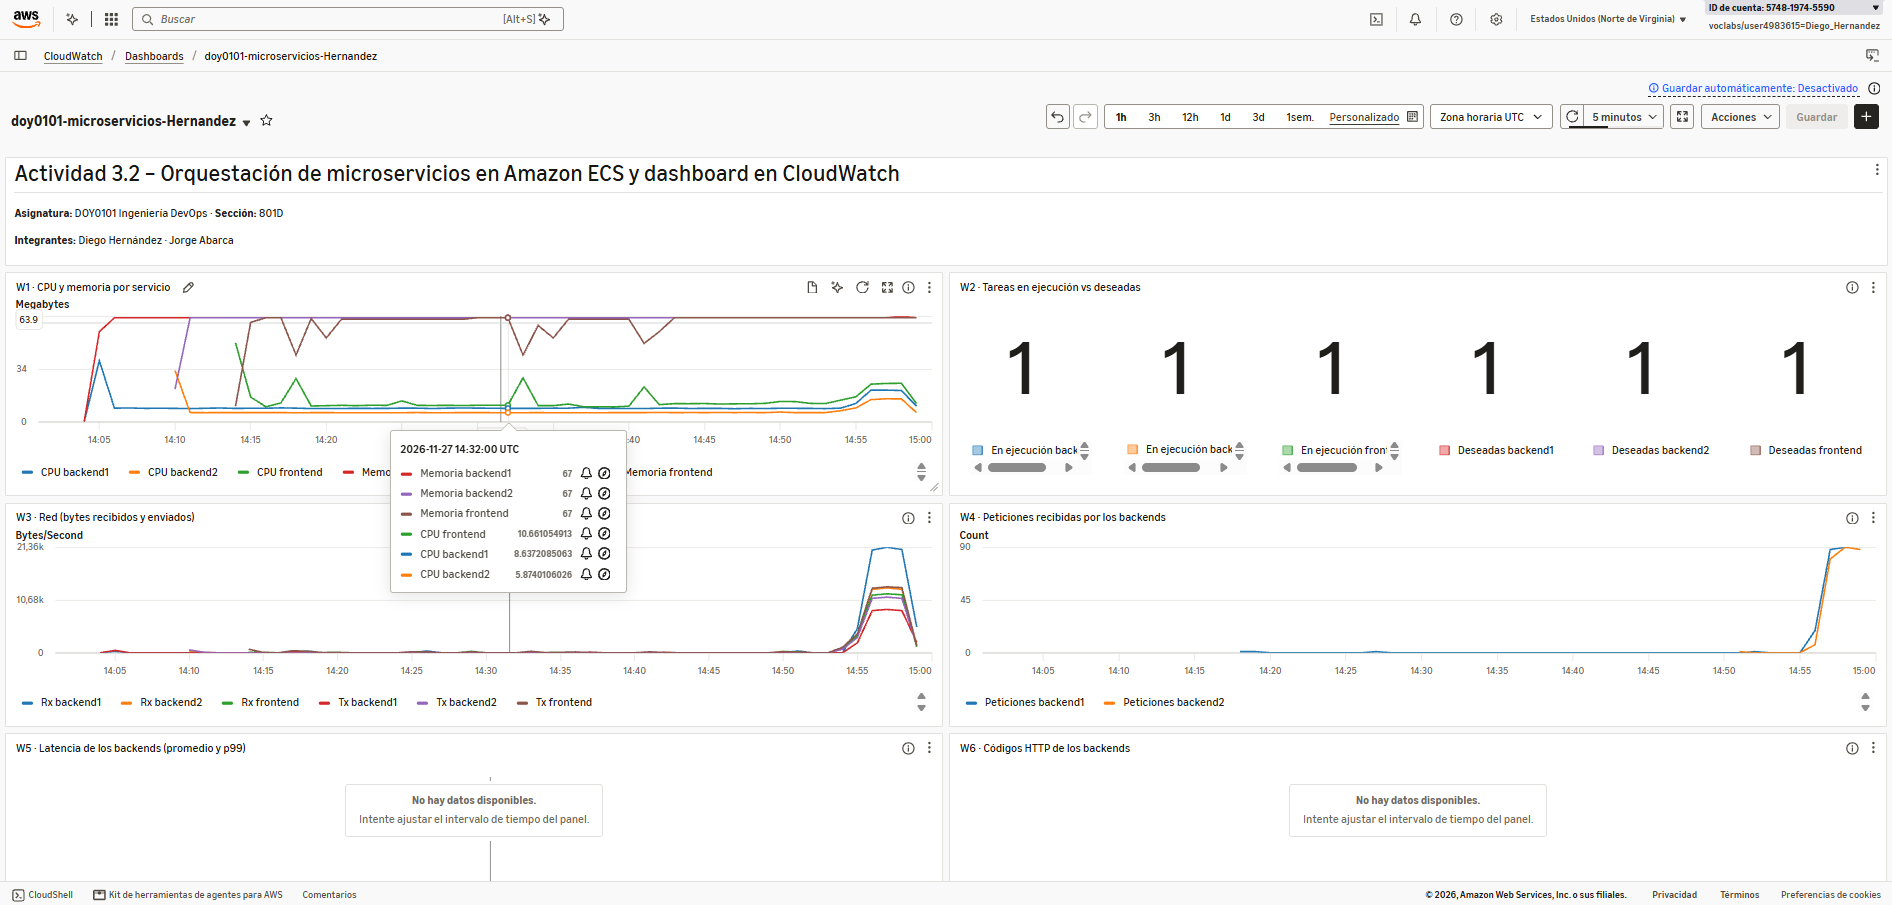 aws
Buscar
[Alt+S]
Estados Unidos (Norte de Virginia)
ID de cuenta: 5748-1974-5590
voclabs/user4983615=Diego_Hernandez
CloudWatch / Dashboards / doy0101-microservicios-Hernandez
Guardar automáticamente: Desactivado
doy0101-microservicios-Hernandez
1h 3h 12h 1d 3d 1sem. Personalizado
Zona horaria UTC
5 minutos
Acciones
Guardar
Actividad 3.2 – Orquestación de microservicios en Amazon ECS y dashboard en CloudWatch
Asignatura: DOY0101 Ingeniería DevOps · Sección: 801D
Integrantes: Diego Hernández · Jorge Abarca
W1 · CPU y memoria por servicio
Megabytes
63.9
34
0
14:05 14:10 14:15 14:20 :40 14:45 14:50 14:55 15:00
CPU backend1 CPU backend2 CPU frontend Memo Memoria frontend
2026-11-27 14:32:00 UTC
Memoria backend1 67
Memoria backend2 67
Memoria frontend 67
CPU frontend 10.661054913
CPU backend1 8.6372085063
CPU backend2 5.8740106026
W2 · Tareas en ejecución vs deseadas
1 1 1 1 1 1
En ejecución back En ejecución back En ejecución fron Deseadas backend1 Deseadas backend2 Deseadas frontend
W3 · Red (bytes recibidos y enviados)
Bytes/Second
21,36k
10,68k
0
14:05 14:10 14:15 14:20 14:25 14:30 14:35 14:40 14:45 14:50 14:55 15:00
Rx backend1 Rx backend2 Rx frontend Tx backend1 Tx backend2 Tx frontend
W4 · Peticiones recibidas por los backends
Count
90
45
0
14:05 14:10 14:15 14:20 14:25 14:30 14:35 14:40 14:45 14:50 14:55 15:00
Peticiones backend1 Peticiones backend2
W5 · Latencia de los backends (promedio y p99)
No hay datos disponibles.
Intente ajustar el intervalo de tiempo del panel.
W6 · Códigos HTTP de los backends
No hay datos disponibles.
Intente ajustar el intervalo de tiempo del panel.
CloudShell
Kit de herramientas de agentes para AWS
Comentarios
© 2026, Amazon Web Services, Inc. o sus filiales.
Privacidad
Términos
Preferencias de cookies